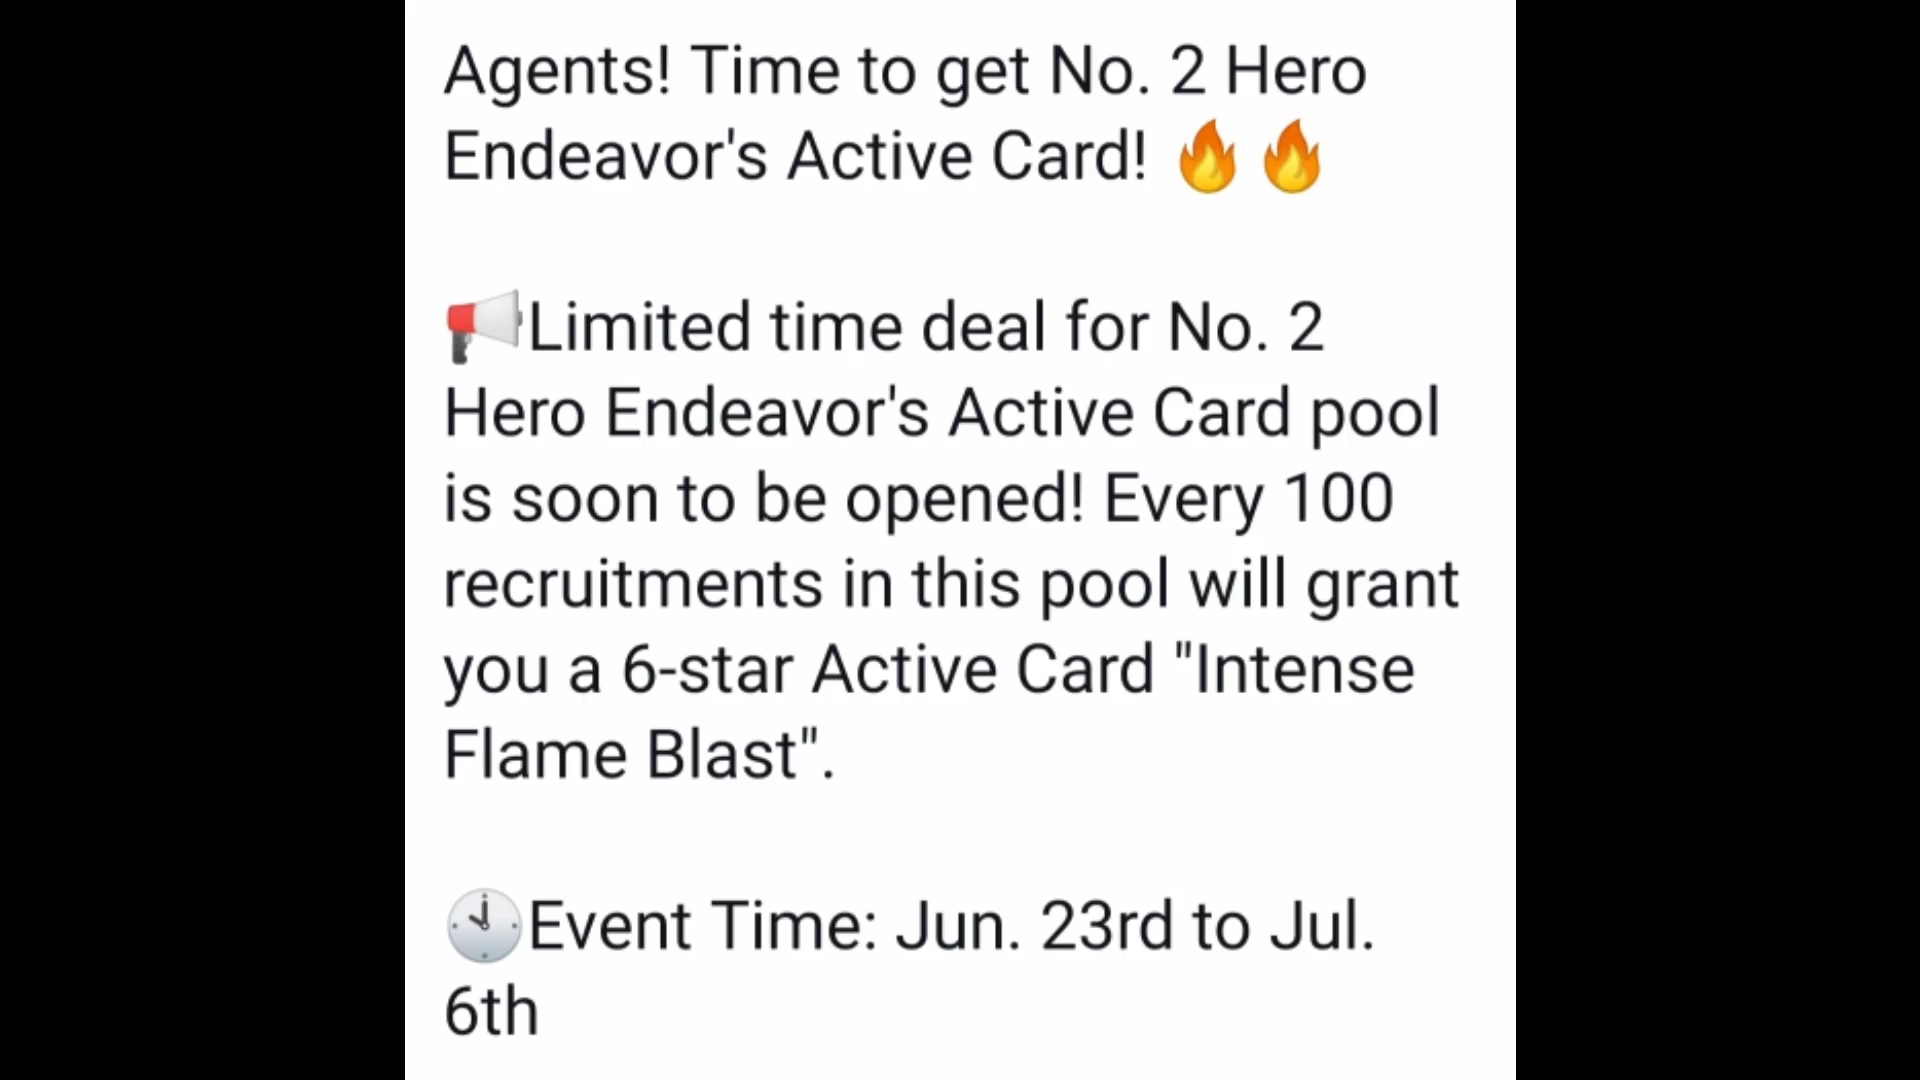 Agents! Time to get No. 2 Hero
Endeavor's Active Card! 🔥🔥
📢Limited time deal for No. 2
Hero Endeavor's Active Card pool
is soon to be opened! Every 100
recruitments in this pool will grant
you a 6-star Active Card "Intense
Flame Blast".
🕙Event Time: Jun. 23rd to Jul.
6th